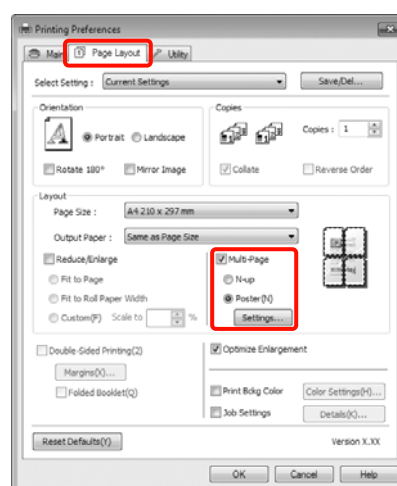 Printing Preferences
Main Page Layout Utility
Select Setting : Current Settings Save/Del...
Orientation Copies
Portrait Landscape Copies : 1
Rotate 180° Mirror Image Collate Reverse Order
Layout
Page Size : A4 210 x 297 mm
Output Paper : Same as Page Size
Reduce/Enlarge Multi-Page
Fit to Page N-up
Fit to Roll Paper Width Poster(N)
Custom(F) Scale to % Settings...
Double-Sided Printing(2) Optimize Enlargement
Margins(X)...
Folded Booklet(Q) Print Bckg Color Color Settings(H)...
Job Settings Details(K)...
Reset Defaults(Y) Version X.XX
OK Cancel Help